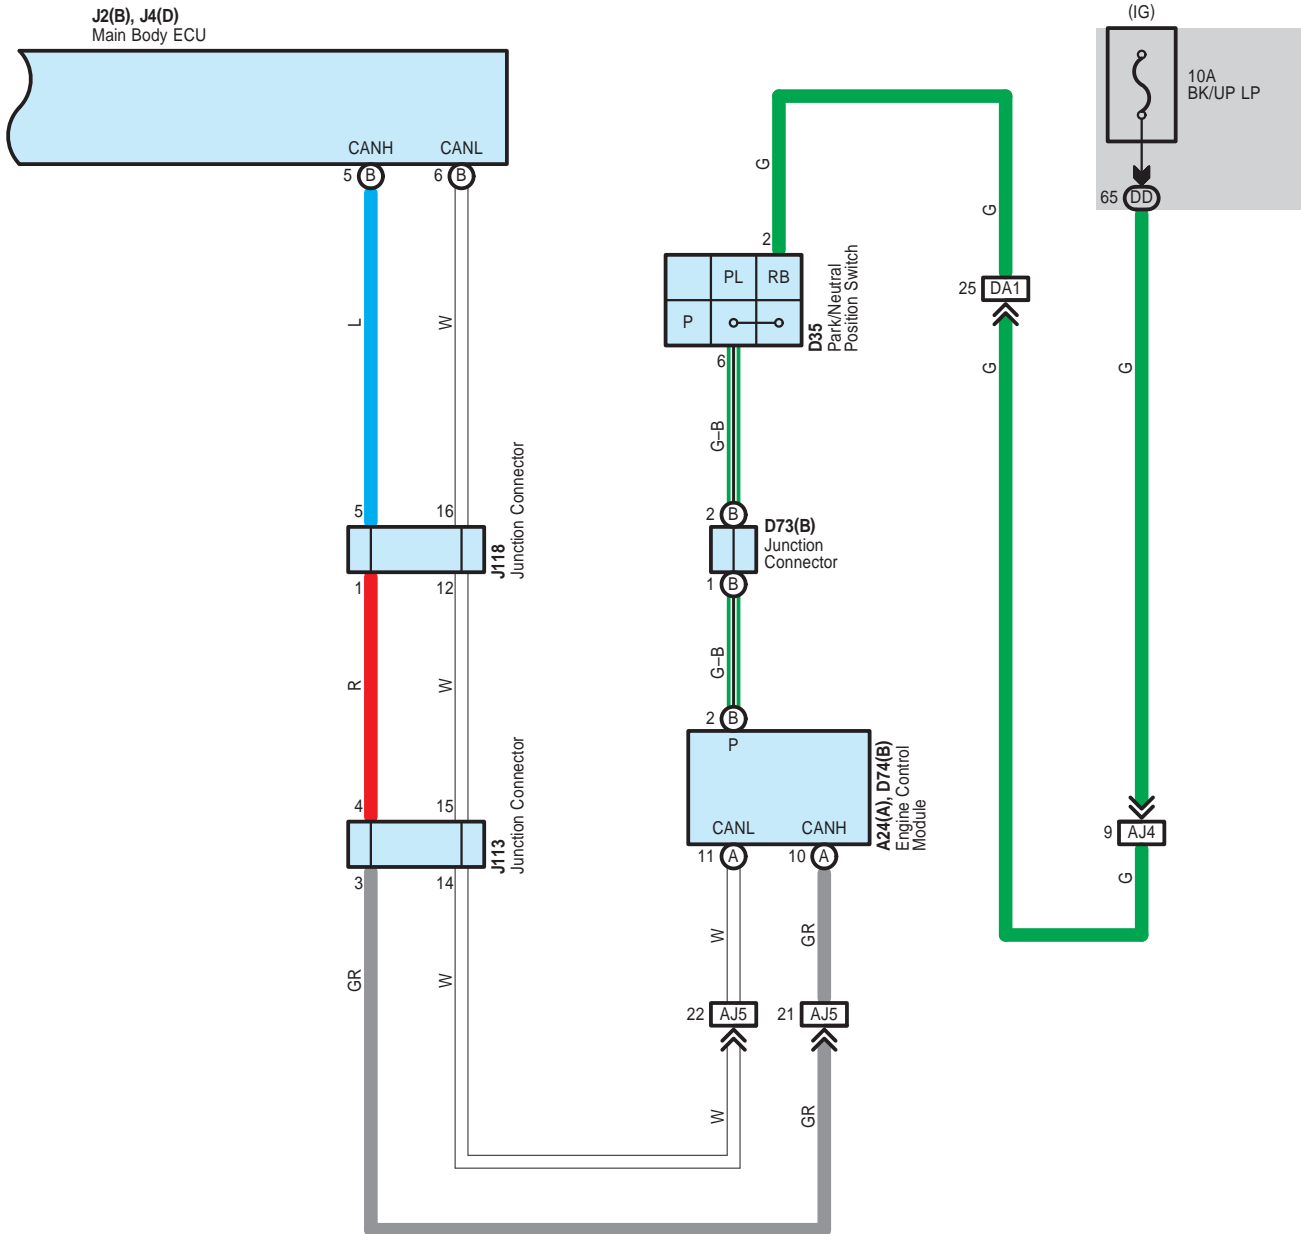 J2(B), J4(D)
Main Body ECU
CANH
CANL
5
B
6
B
(IG)
10A
BK/UP LP
65
DD
G
G
2
PL
RB
P
D35
Park/Neutral
Position Switch
6
25
DA1
L
W
G
G
G–B
5
16
J118
Junction Connector
1
12
2
B
D73(B)
Junction
Connector
1
B
R
W
G–B
2
B
P
CANL
CANH
A24(A), D74(B)
Engine Control
Module
11
A
10
A
4
15
J113
Junction Connector
3
14
9
AJ4
G
GR
W
W
GR
22
AJ5
21
AJ5
W
GR